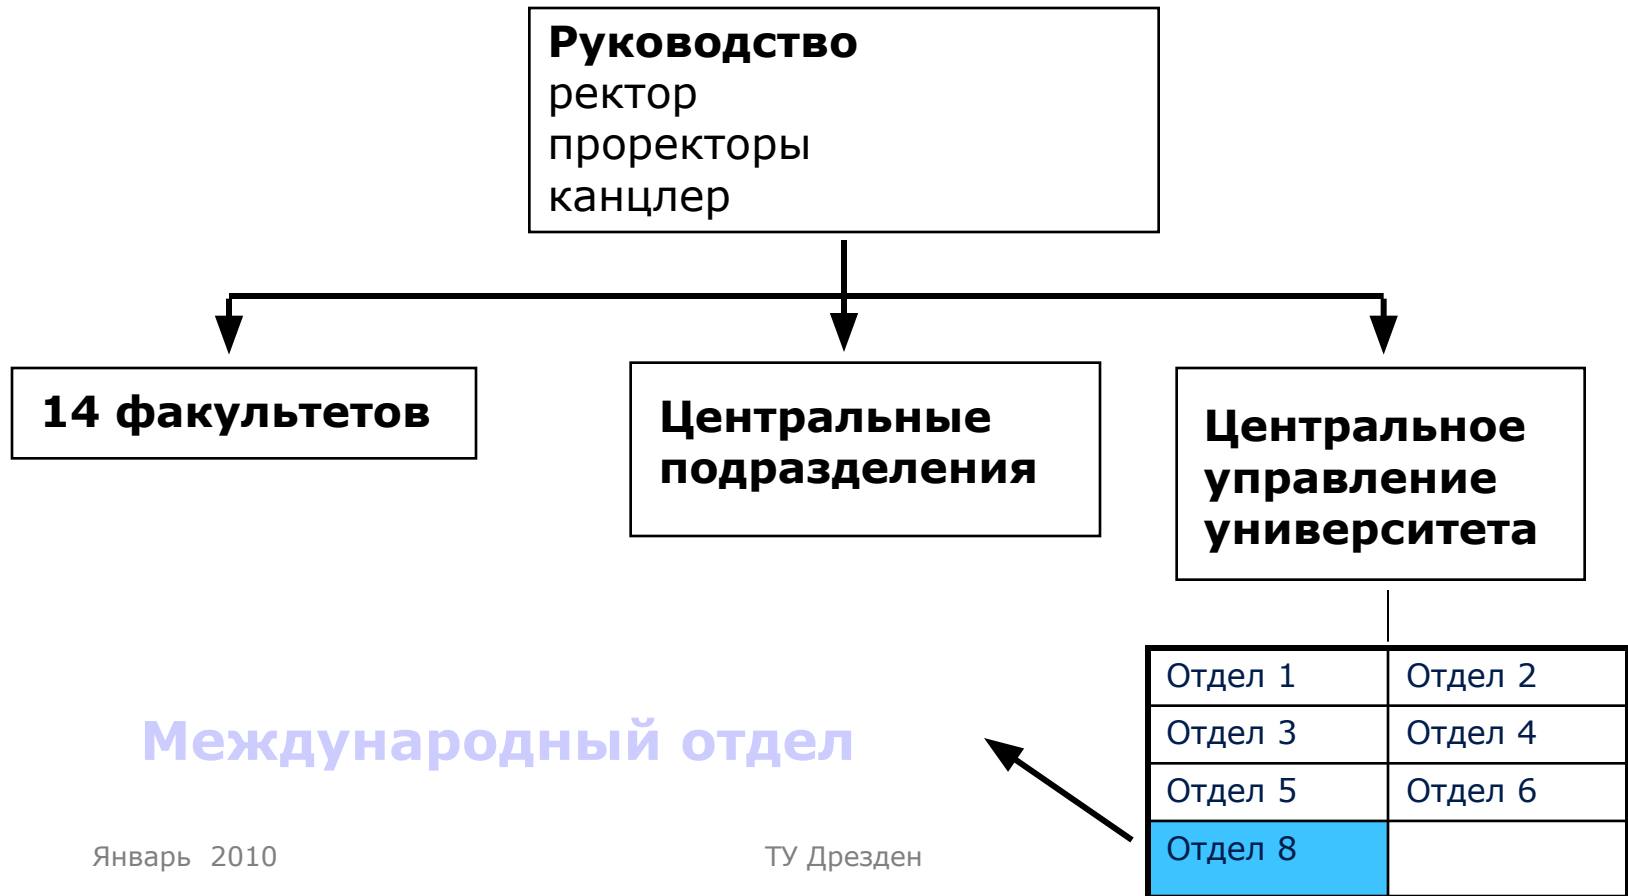 Руководство
ректор
проректоры
канцлер
14 факультетов
Центральные
подразделения
Центральное
управление
университета
Отдел 1 Отдел 2
Отдел 3 Отдел 4
Отдел 5 Отдел 6
Отдел 8
Международный отдел
Январь 2010 ТУ Дрезден